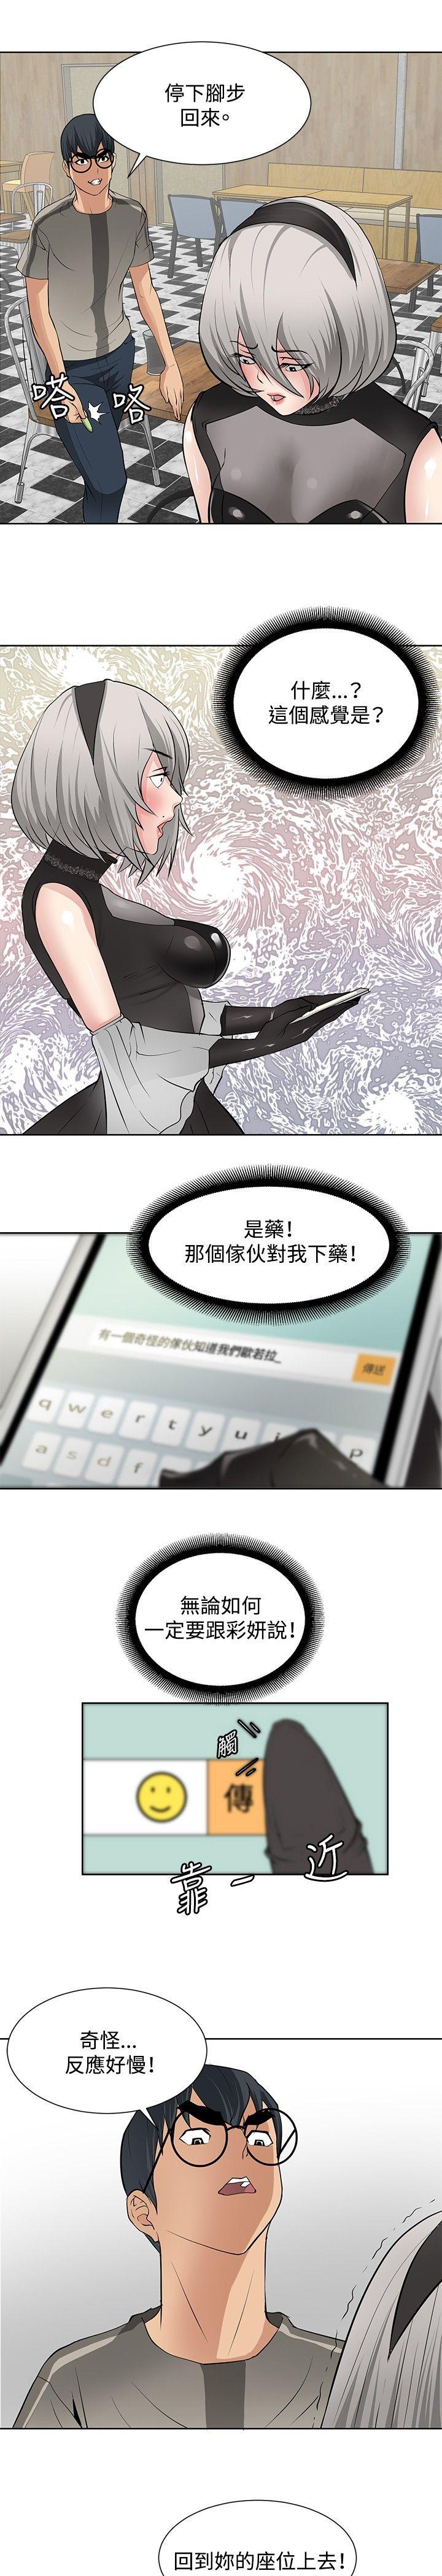 停下腳步
回來。
嗒 咯
什麼...?
這個感覺是?
是藥!
那個傢伙對我下藥!
有一個奇怪的傢伙知道我們歐若拉_
傳送
q w e r t y u i P
a s d f
無論如何
一定要跟彩妍說!
觸
傳
靠-近
奇怪...
反應好慢!
回到妳的座位上去!